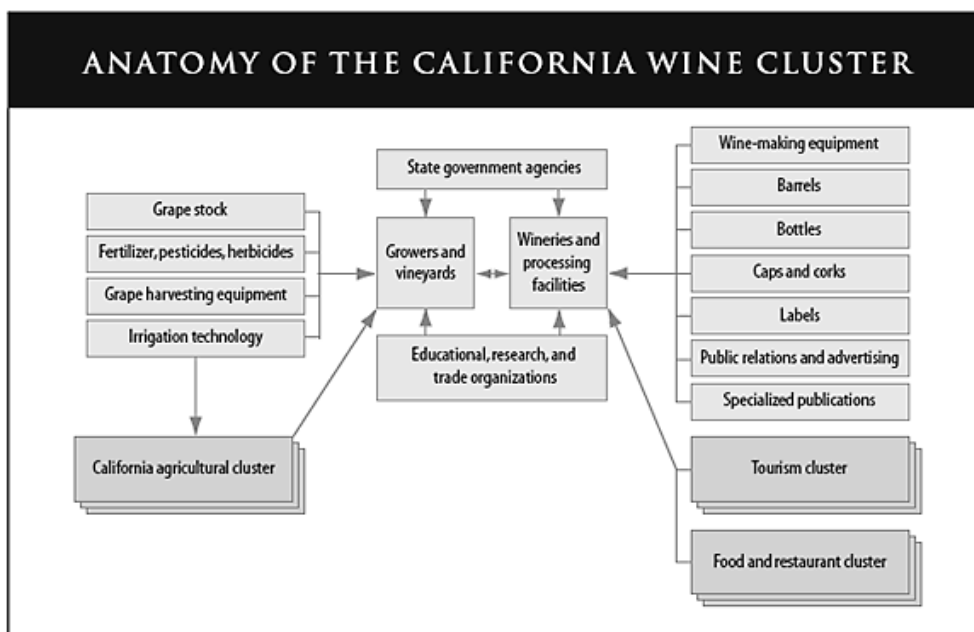 ANATOMY OF THE CALIFORNIA WINE CLUSTER
State government agencies
Grape stock
Fertilizer, pesticides, herbicides
Grape harvesting equipment
Irrigation technology
California agricultural cluster
Growers and
vineyards
Wineries and
processing
facilities
Educational, research, and
trade organizations
Wine-making equipment
Barrels
Bottles
Caps and corks
Labels
Public relations and advertising
Specialized publications
Tourism cluster
Food and restaurant cluster